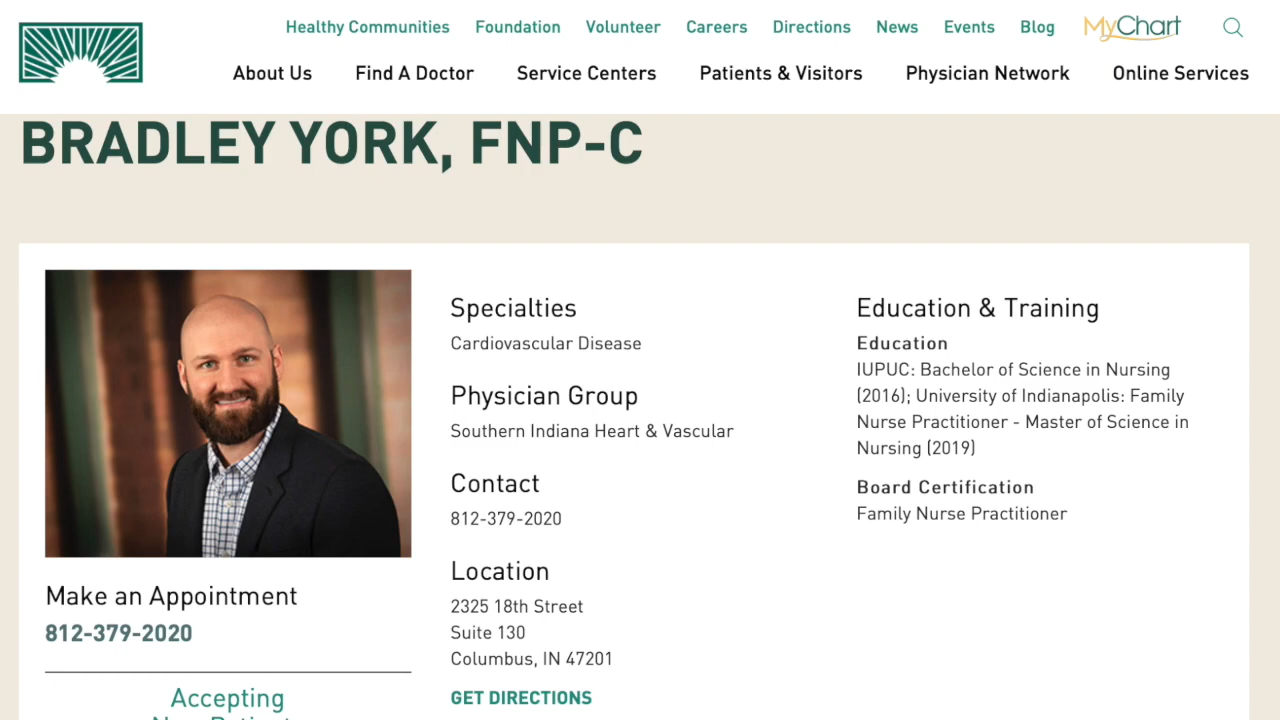 Healthy Communities Foundation Volunteer Careers Directions News Events Blog MyChart
About Us Find A Doctor Service Centers Patients & Visitors Physician Network Online Services
BRADLEY YORK, FNP-C
Make an Appointment
812-379-2020
Accepting
New Patients
Specialties
Cardiovascular Disease
Physician Group
Southern Indiana Heart & Vascular
Contact
812-379-2020
Location
2325 18th Street
Suite 130
Columbus, IN 47201
GET DIRECTIONS
Education & Training
Education
IUPUC: Bachelor of Science in Nursing
(2016); University of Indianapolis: Family
Nurse Practitioner - Master of Science in
Nursing (2019)
Board Certification
Family Nurse Practitioner